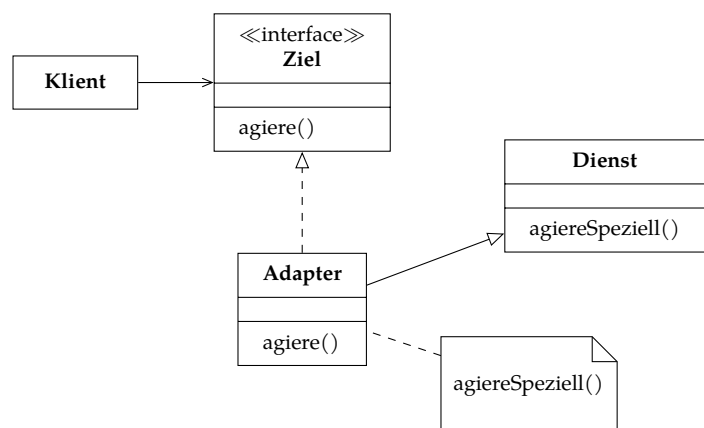 ≪interface≫
Ziel
Klient
agiere()
Dienst
agiereSpeziell()
Adapter
agiere()
agiereSpeziell()